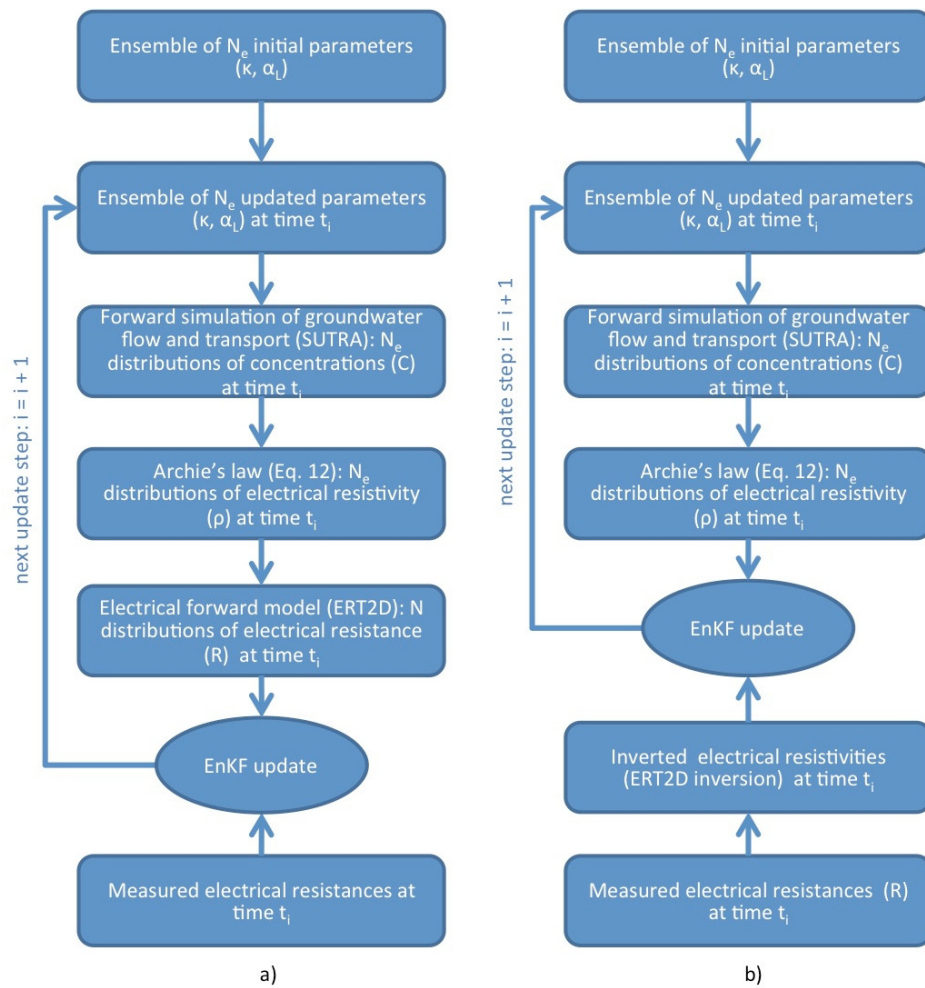 Ensemble of Nₑ initial parameters
(κ, α_L)
Ensemble of Nₑ updated parameters
(κ, α_L) at time tᵢ
Forward simulation of groundwater
flow and transport (SUTRA): Nₑ
distributions of concentrations (C)
at time tᵢ
Archie’s law (Eq. 12): Nₑ
distributions of electrical resistivity
(ρ) at time tᵢ
Electrical forward model (ERT2D): N
distributions of electrical resistance
(R) at time tᵢ
EnKF update
Measured electrical resistances at
time tᵢ
next update step: i = i + 1
a)
Ensemble of Nₑ initial parameters
(κ, α_L)
Ensemble of Nₑ updated parameters
(κ, α_L) at time tᵢ
Forward simulation of groundwater
flow and transport (SUTRA): Nₑ
distributions of concentrations (C)
at time tᵢ
Archie’s law (Eq. 12): Nₑ
distributions of electrical resistivity
(ρ) at time tᵢ
EnKF update
Inverted electrical resistivities
(ERT2D inversion) at time tᵢ
Measured electrical resistances (R)
at time tᵢ
next update step: i = i + 1
b)